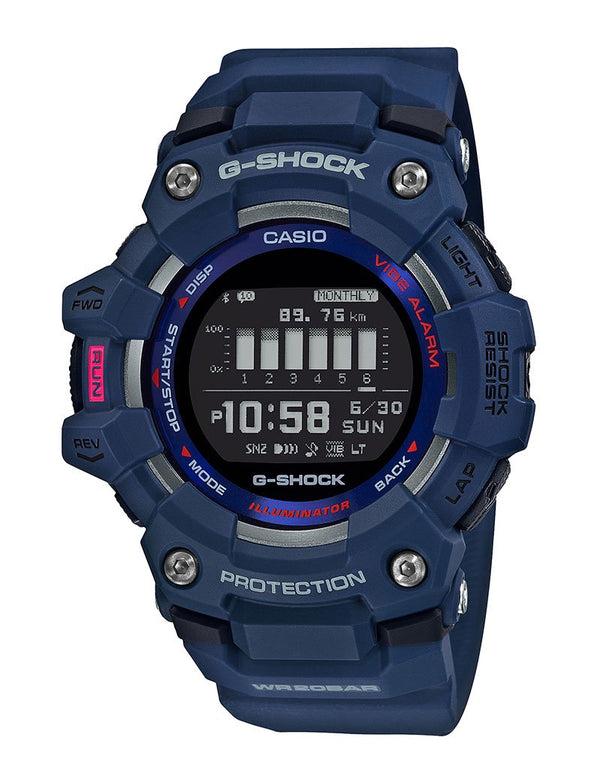 G-SHOCK
CASIO
DISP
VIBE ALARM
LIGHT
FWD
10
MONTHLY
89.76 km
100
0%
1 2 3 4 5 6
RUN
START/STOP
SHOCK
RESIST
P10:58
6/30
SUN
SNZ VIB LT
REV
MODE
G-SHOCK
BACK
LAP
ILLUMINATOR
PROTECTION
WR20BAR